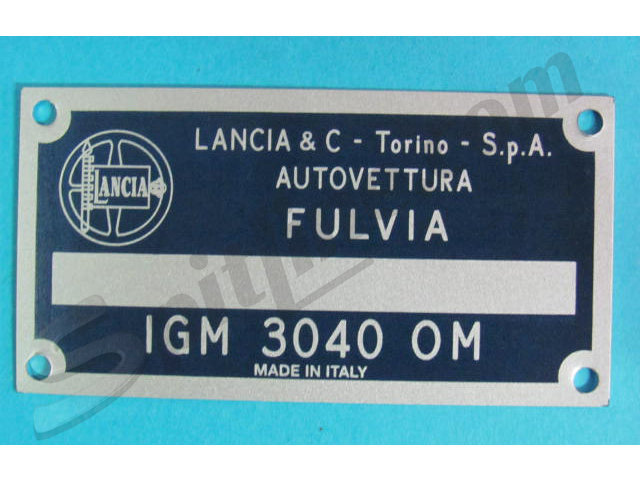 LANCIA & C - Torino - S.p.A.
LANCIA
AUTOVETTURA
FULVIA
IGM 3040 OM
MADE IN ITALY